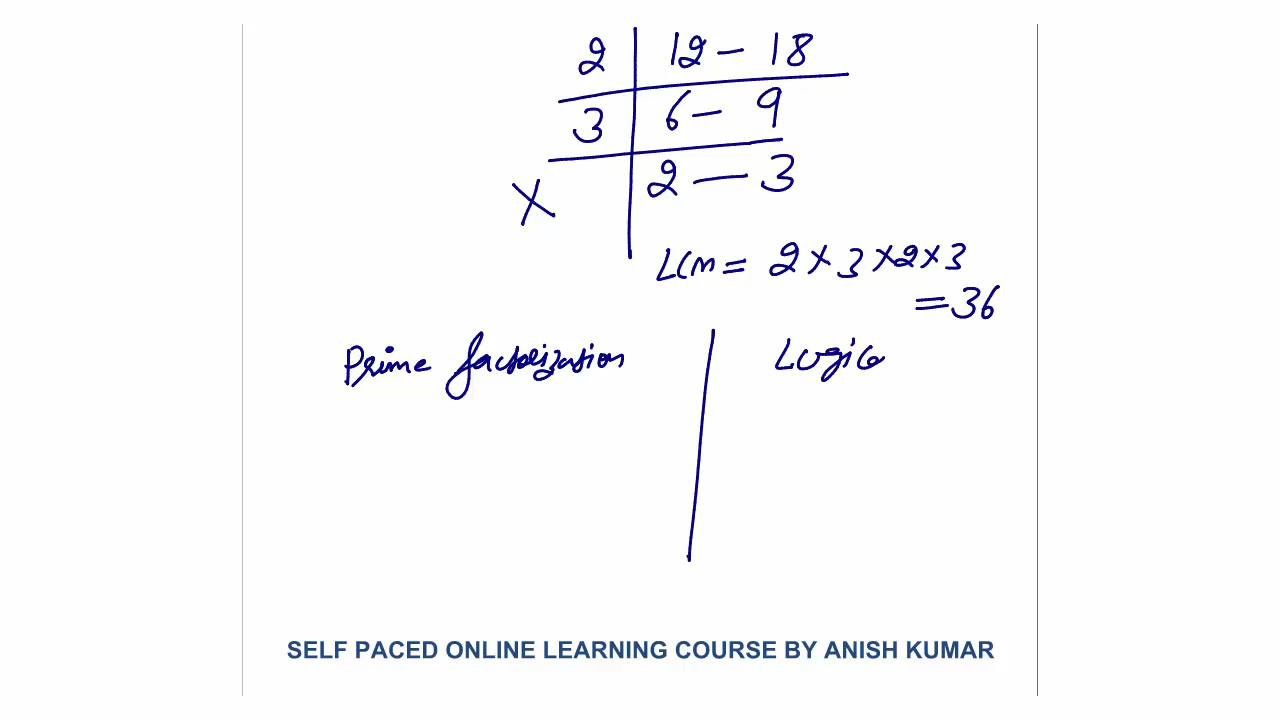 2 | 12 - 18
3 | 6 - 9
X | 2 - 3
LCM = 2 × 3 × 2 × 3
= 36
Prime factorization | Logic
SELF PACED ONLINE LEARNING COURSE BY ANISH KUMAR